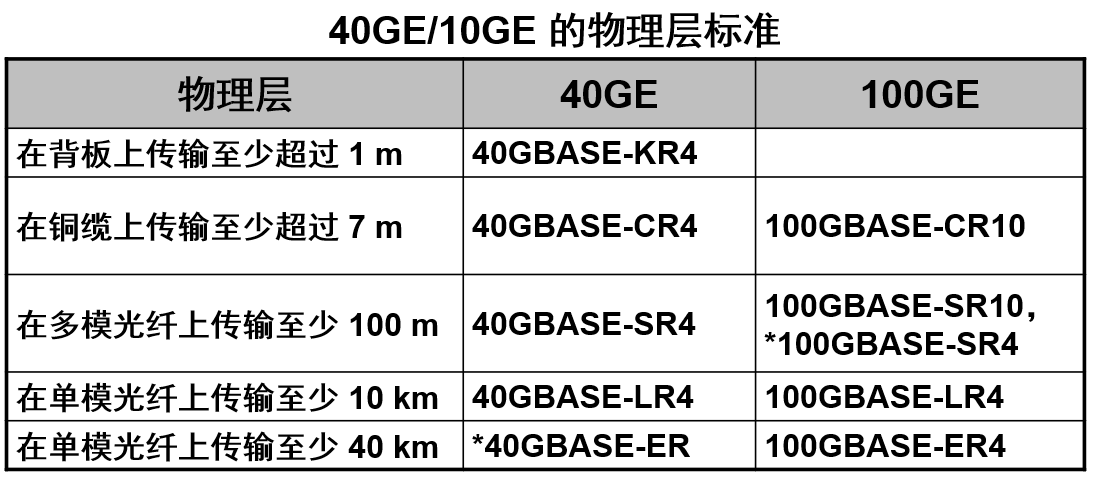 40GE/10GE 的物理层标准
物理层 40GE 100GE
在背板上传输至少超过 1 m 40GBASE-KR4
在铜缆上传输至少超过 7 m 40GBASE-CR4 100GBASE-CR10
在多模光纤上传输至少 100 m 40GBASE-SR4 100GBASE-SR10，
*100GBASE-SR4
在单模光纤上传输至少 10 km 40GBASE-LR4 100GBASE-LR4
在单模光纤上传输至少 40 km *40GBASE-ER 100GBASE-ER4